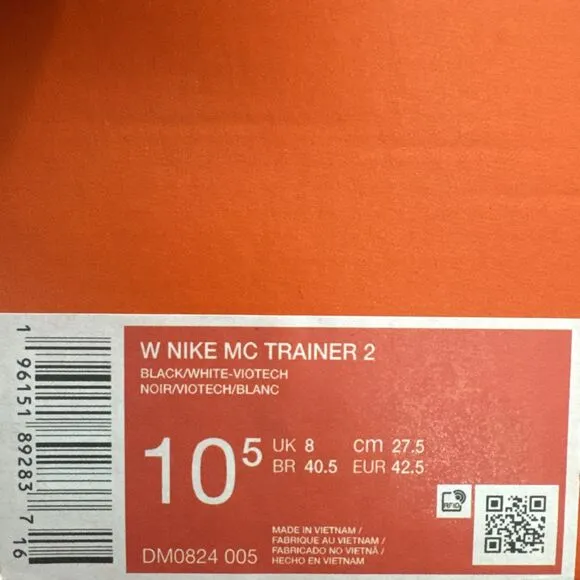 W NIKE MC TRAINER 2
BLACK/WHITE-VIOTECH
NOIR/VIOTECH/BLANC
10 5
UK 8 cm 27.5
BR 40.5 EUR 42.5
RFID
MADE IN VIETNAM /
FABRIQUE AU VIETNAM /
FABRICADO NO VIETNÃ /
HECHO EN VIETNAM
DM0824 005
1 96151 89283 7 16